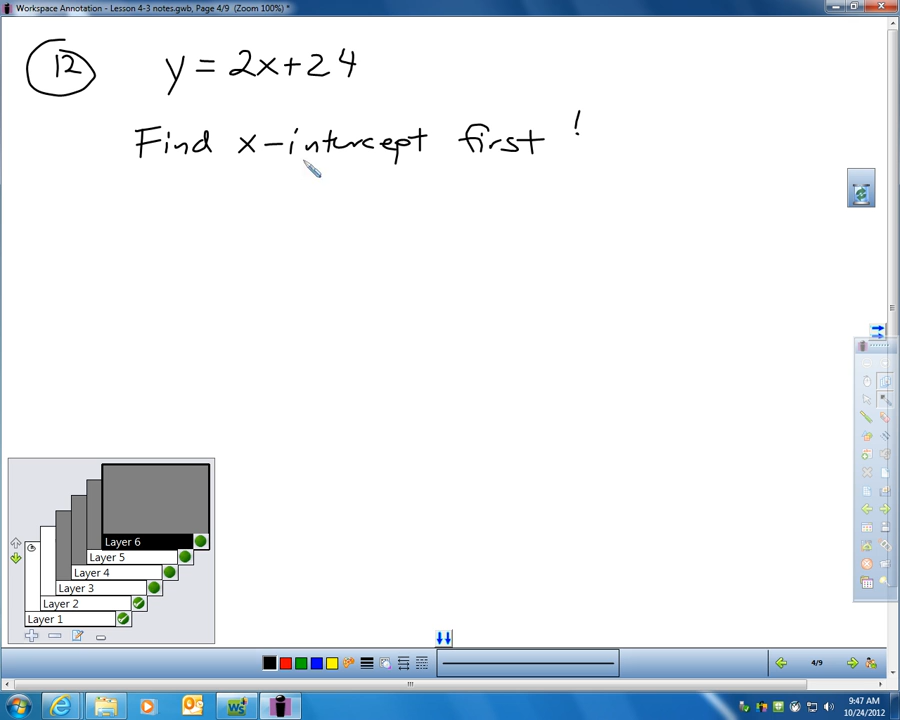 Workspace Annotation - Lesson 4-3 notes.gwb, Page 4/9 (Zoom 100%) *
12
y = 2x+24
Find x-intercept first !
Layer 6
Layer 5
Layer 4
Layer 3
Layer 2
Layer 1
4/9
9:47 AM
10/24/2012